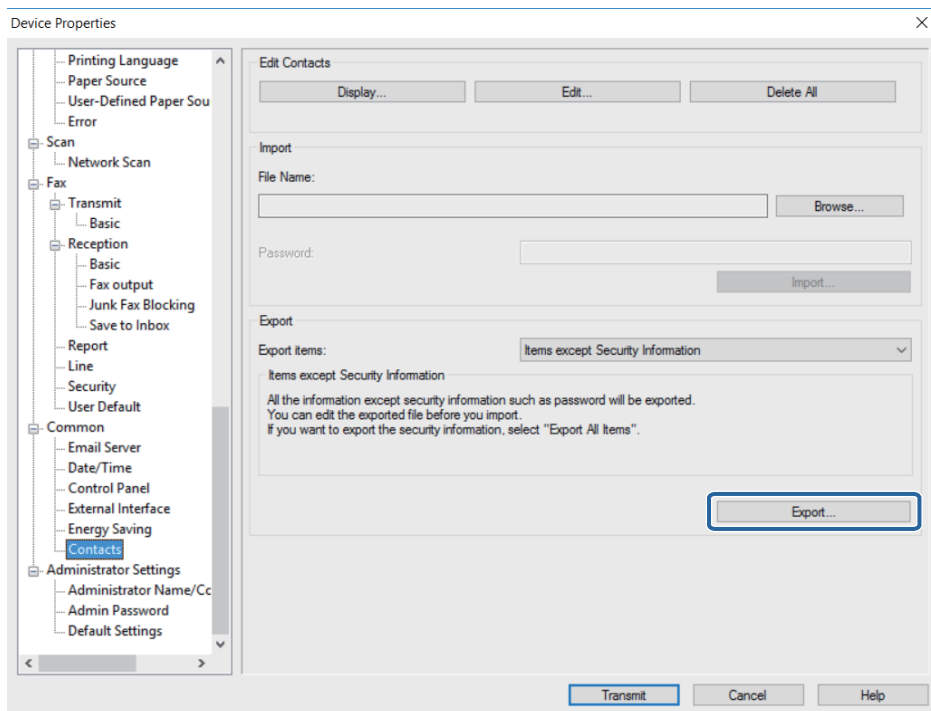 Device Properties
Printing Language
Paper Source
User-Defined Paper Sou
Error
Scan
Network Scan
Fax
Transmit
Basic
Reception
Basic
Fax output
Junk Fax Blocking
Save to Inbox
Report
Line
Security
User Default
Common
Email Server
Date/Time
Control Panel
External Interface
Energy Saving
Contacts
Administrator Settings
Administrator Name/Cc
Admin Password
Default Settings
Edit Contacts
Display... Edit... Delete All
Import
File Name:
Browse...
Password:
Import...
Export
Export items: Items except Security Information
Items except Security Information
All the information except security information such as password will be exported.
You can edit the exported file before you import.
If you want to export the security information, select "Export All Items".
Export...
Transmit Cancel Help